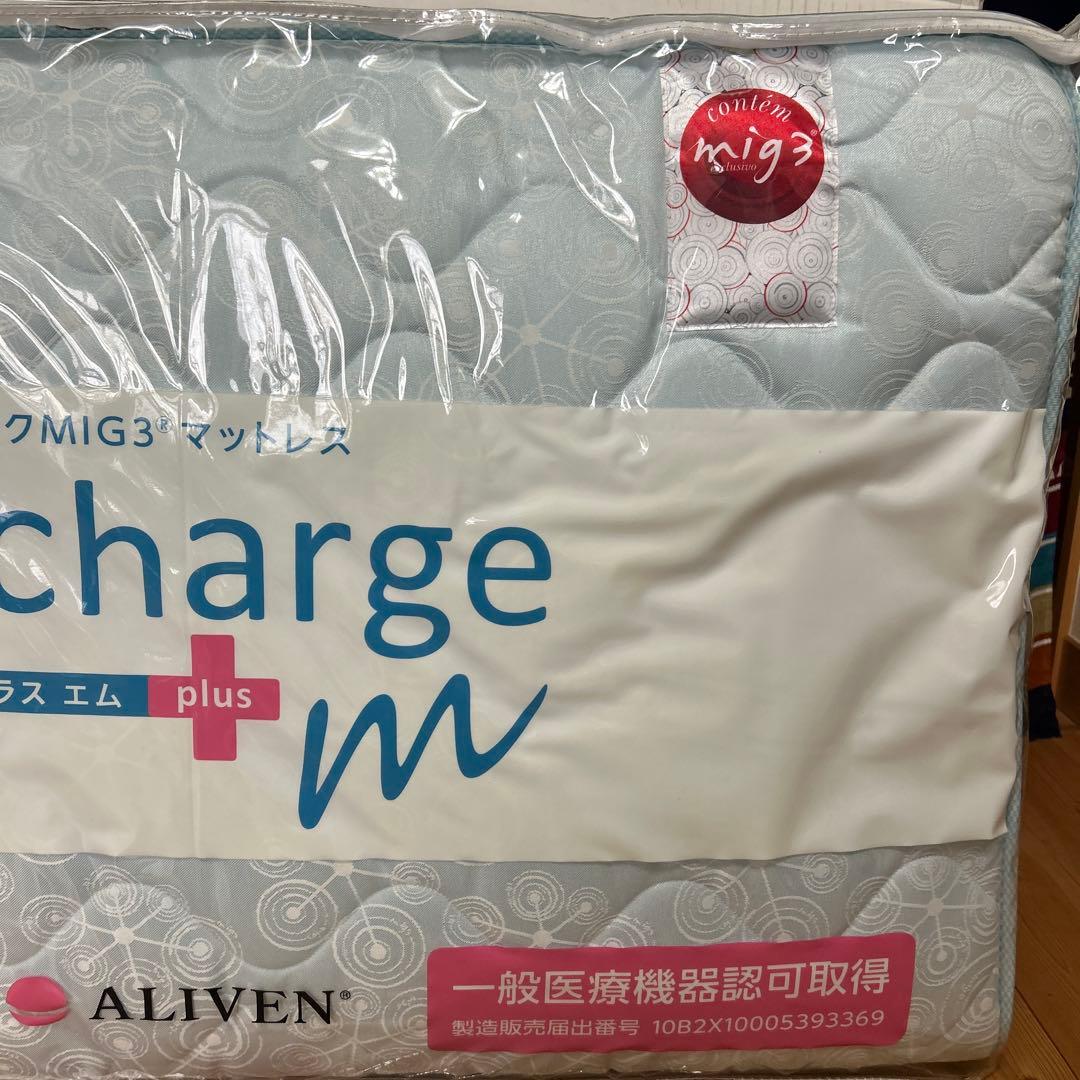 contém
mig3®
クMIG3®マットレス
charge
ラス エム
plus
m
ALIVEN®
一般医療機器認可取得
製造販売届出番号 10B2X10005393369